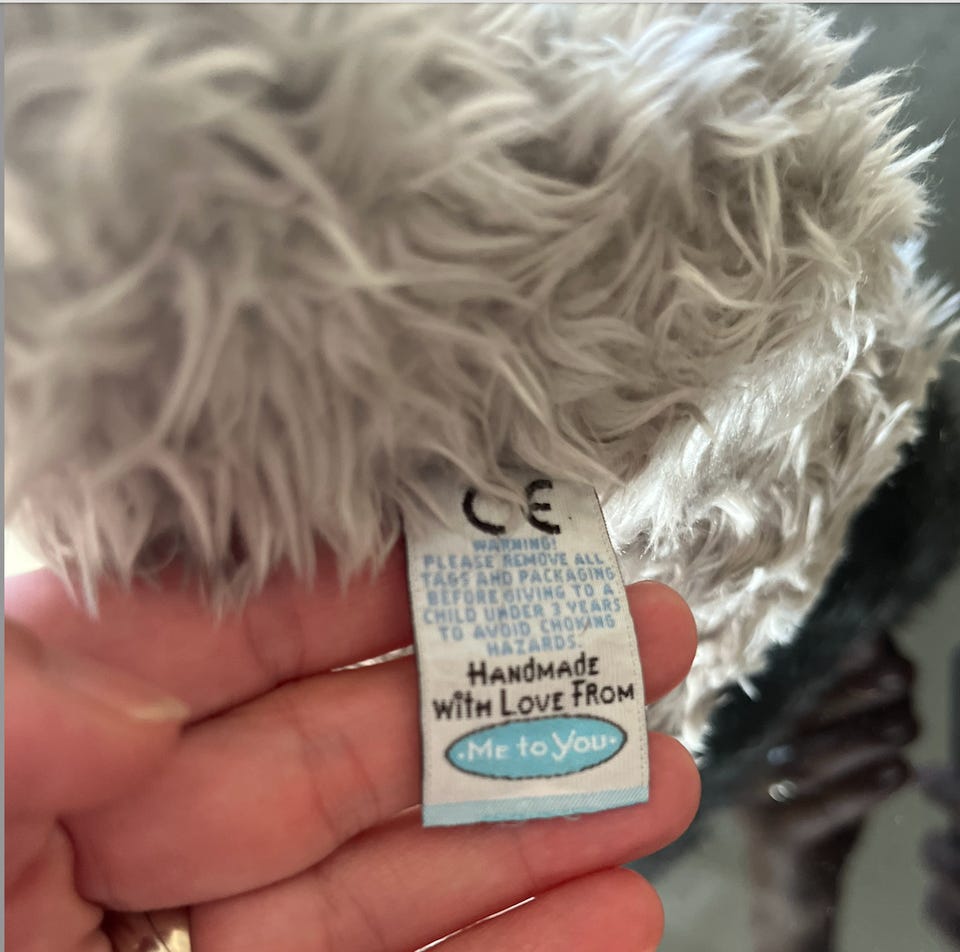 CE
WARNING!
PLEASE REMOVE ALL
TAGS AND PACKAGING
BEFORE GIVING TO A
CHILD UNDER 3 YEARS
TO AVOID CHOKING
HAZARDS.
HANDMADE
WITH LOVE FROM
•ME to YOU•